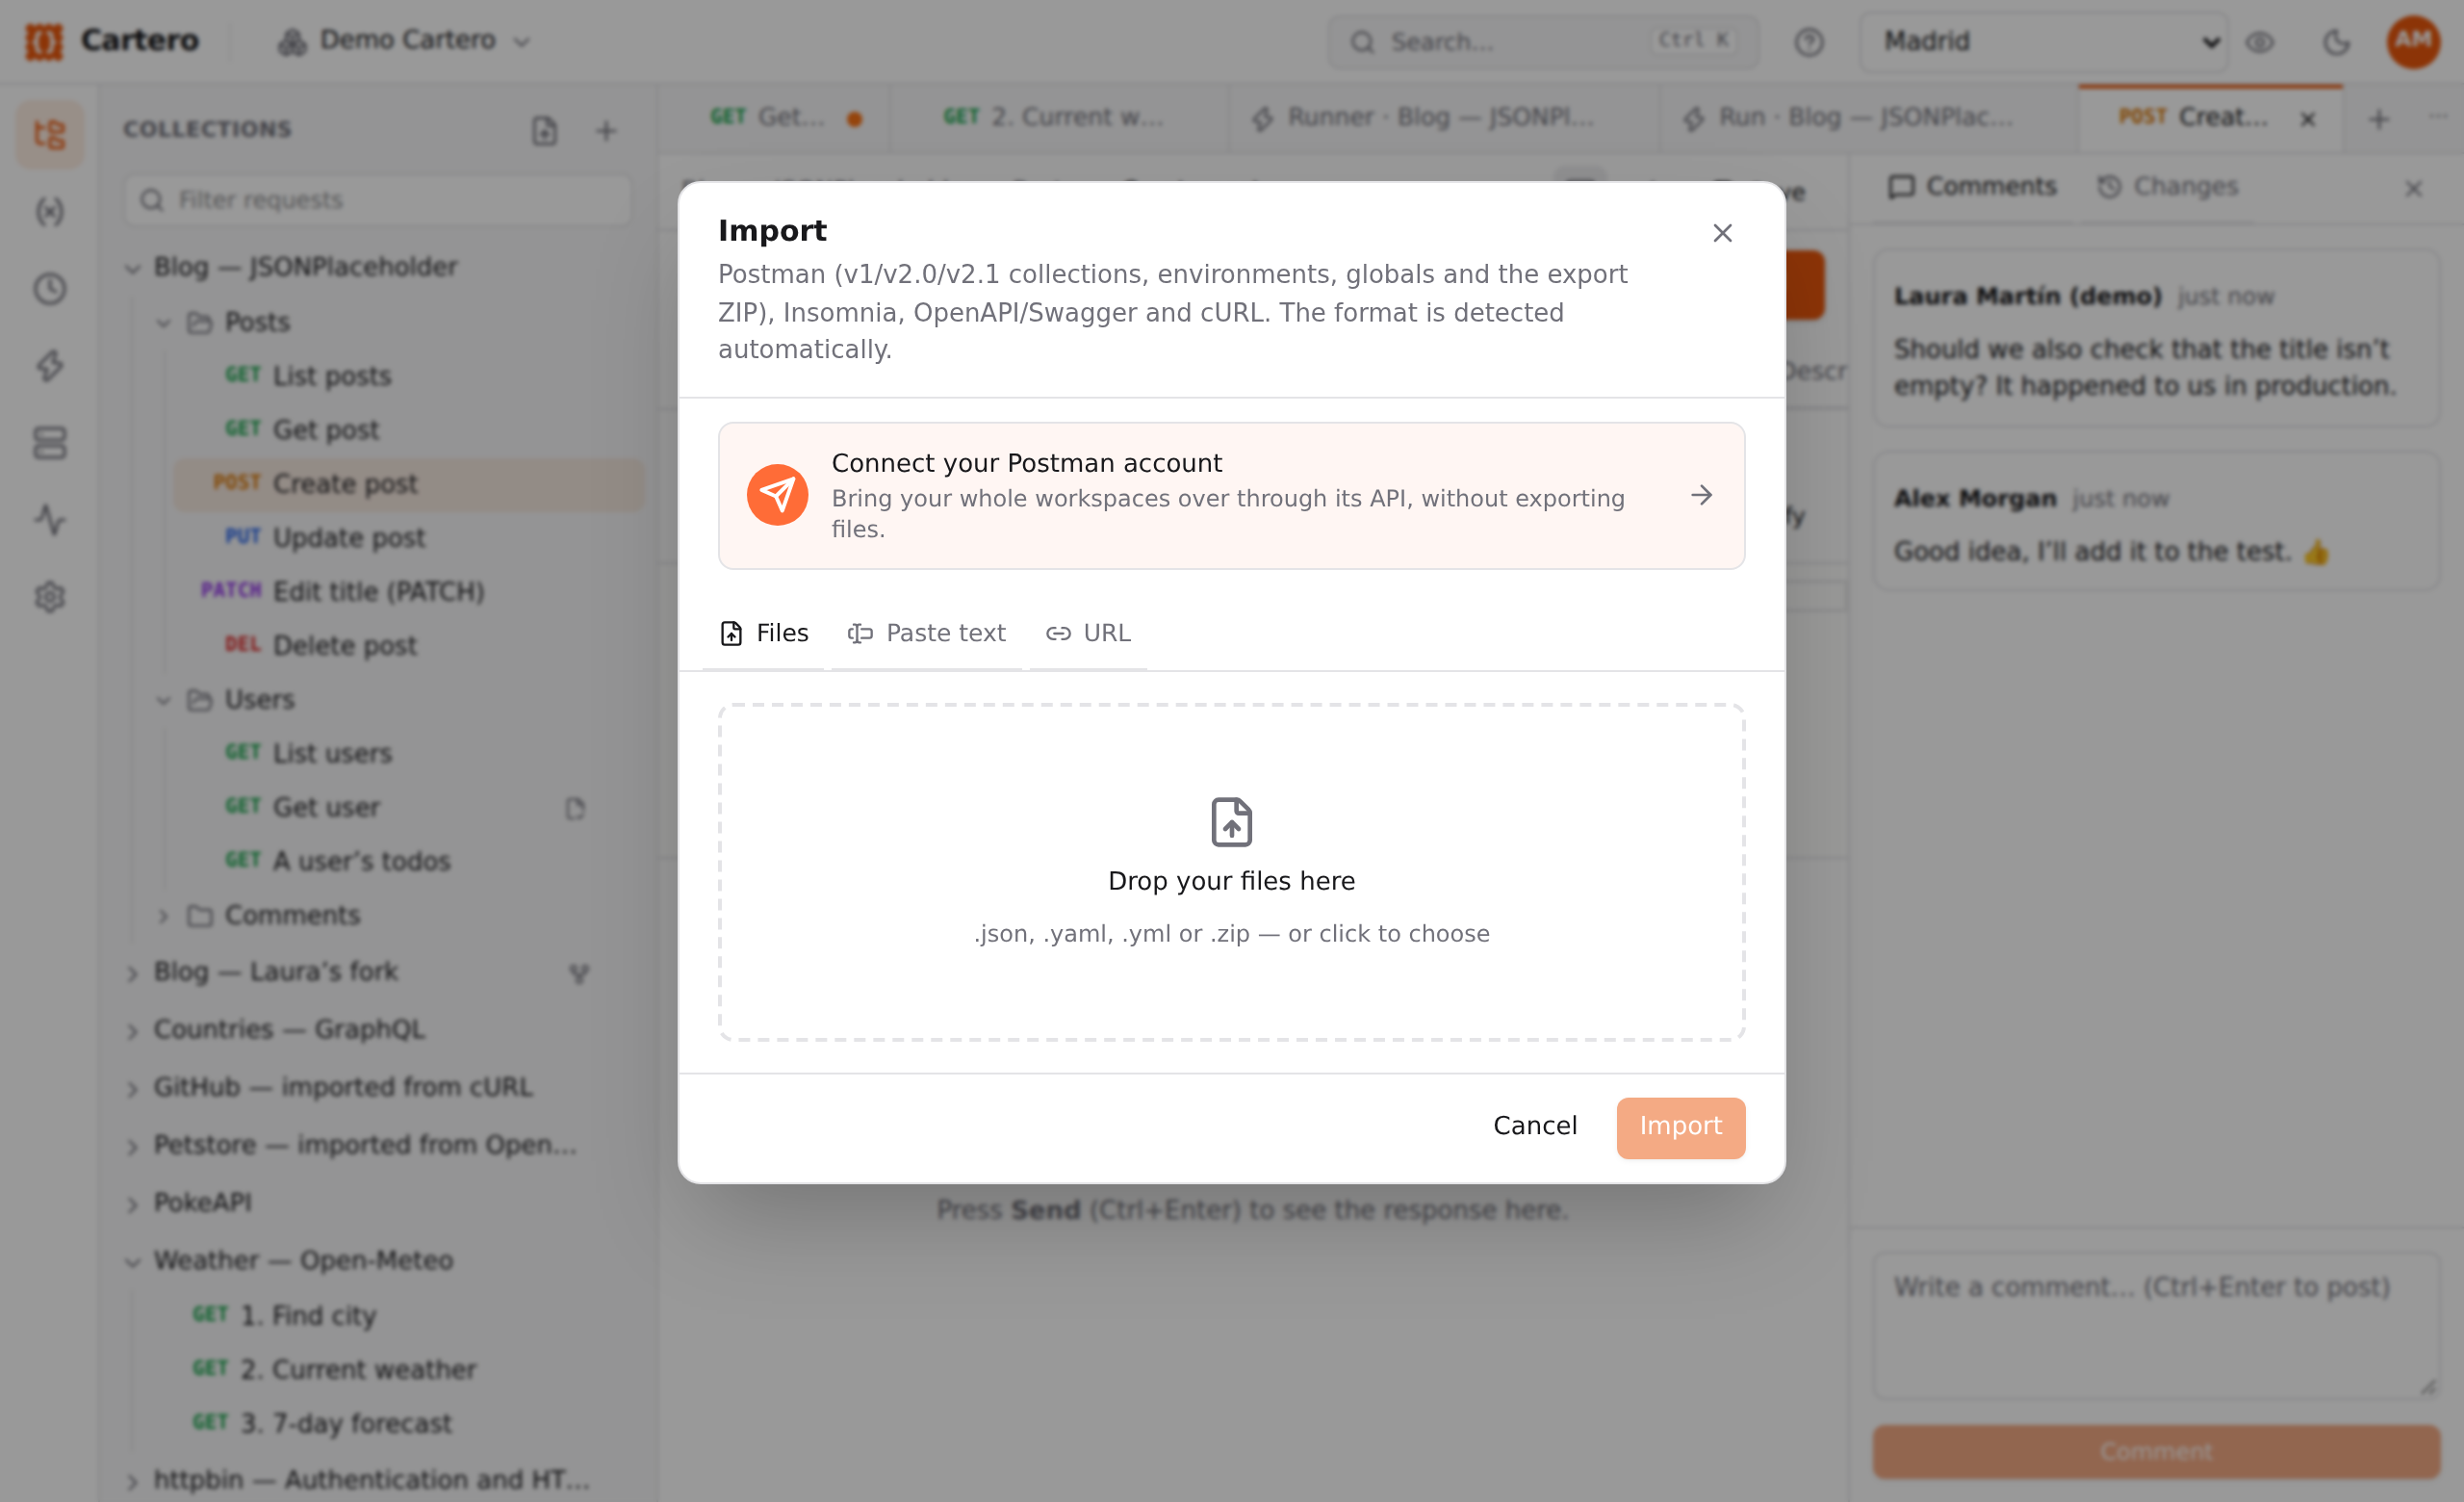 Cartero
Demo Cartero
Search...
Ctrl K
Madrid
AM
COLLECTIONS
Filter requests
Blog — JSONPlaceholder
Posts
GET List posts
GET Get post
POST Create post
PUT Update post
PATCH Edit title (PATCH)
DEL Delete post
Users
GET List users
GET Get user
GET A user’s todos
Comments
Blog — Laura’s fork
Countries — GraphQL
GitHub — imported from cURL
Petstore — imported from Open...
PokeAPI
Weather — Open-Meteo
GET 1. Find city
GET 2. Current weather
GET 3. 7-day forecast
httpbin — Authentication and HT...
GET Get...
GET 2. Current w...
Runner · Blog — JSONPl...
Run · Blog — JSONPlac...
POST Creat...
Import
Postman (v1/v2.0/v2.1 collections, environments, globals and the export
ZIP), Insomnia, OpenAPI/Swagger and cURL. The format is detected
automatically.
Connect your Postman account
Bring your whole workspaces over through its API, without exporting
files.
Files
Paste text
URL
Drop your files here
.json, .yaml, .yml or .zip — or click to choose
Cancel
Import
Press Send (Ctrl+Enter) to see the response here.
Comments
Changes
Laura Martín (demo) just now
Should we also check that the title isn’t
empty? It happened to us in production.
Alex Morgan just now
Good idea, I’ll add it to the test. 👍
Write a comment... (Ctrl+Enter to post)
Comment